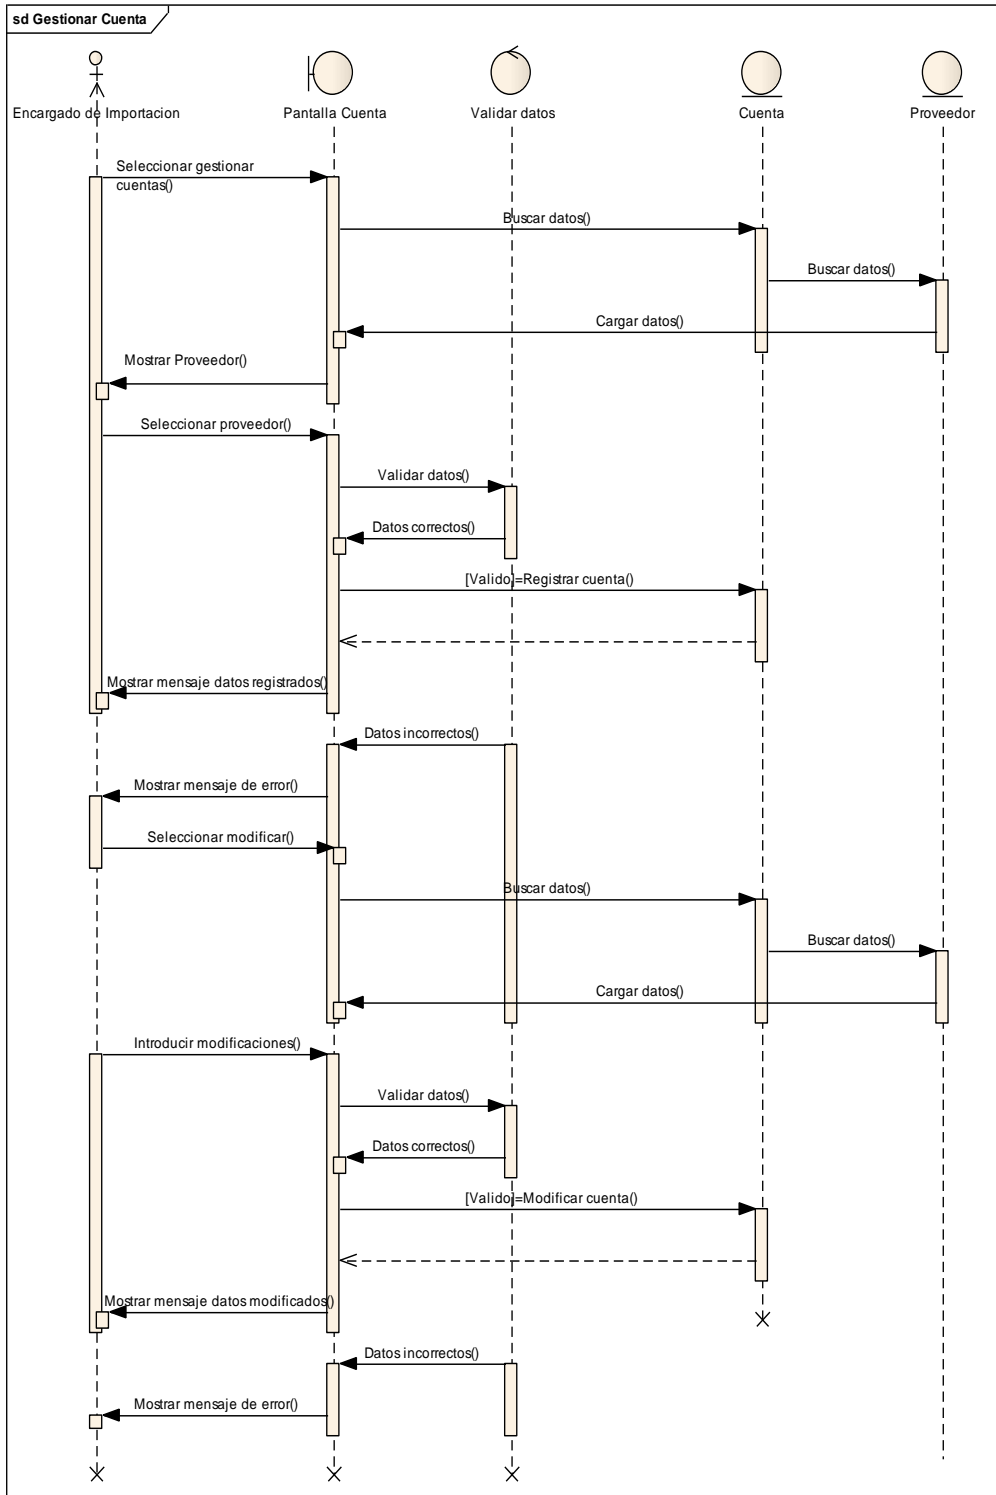 sd Gestionar Cuenta
Encargado de Importacion
Pantalla Cuenta
Validar datos
Cuenta
Proveedor
Seleccionar gestionar
cuentas()
Buscar datos()
Buscar datos()
Cargar datos()
Mostrar Proveedor()
Seleccionar proveedor()
Validar datos()
Datos correctos()
[Valido]=Registrar cuenta()
Mostrar mensaje datos registrados()
Datos incorrectos()
Mostrar mensaje de error()
Seleccionar modificar()
Buscar datos()
Buscar datos()
Cargar datos()
Introducir modificaciones()
Validar datos()
Datos correctos()
[Valido]=Modificar cuenta()
Mostrar mensaje datos modificados()
Datos incorrectos()
Mostrar mensaje de error()